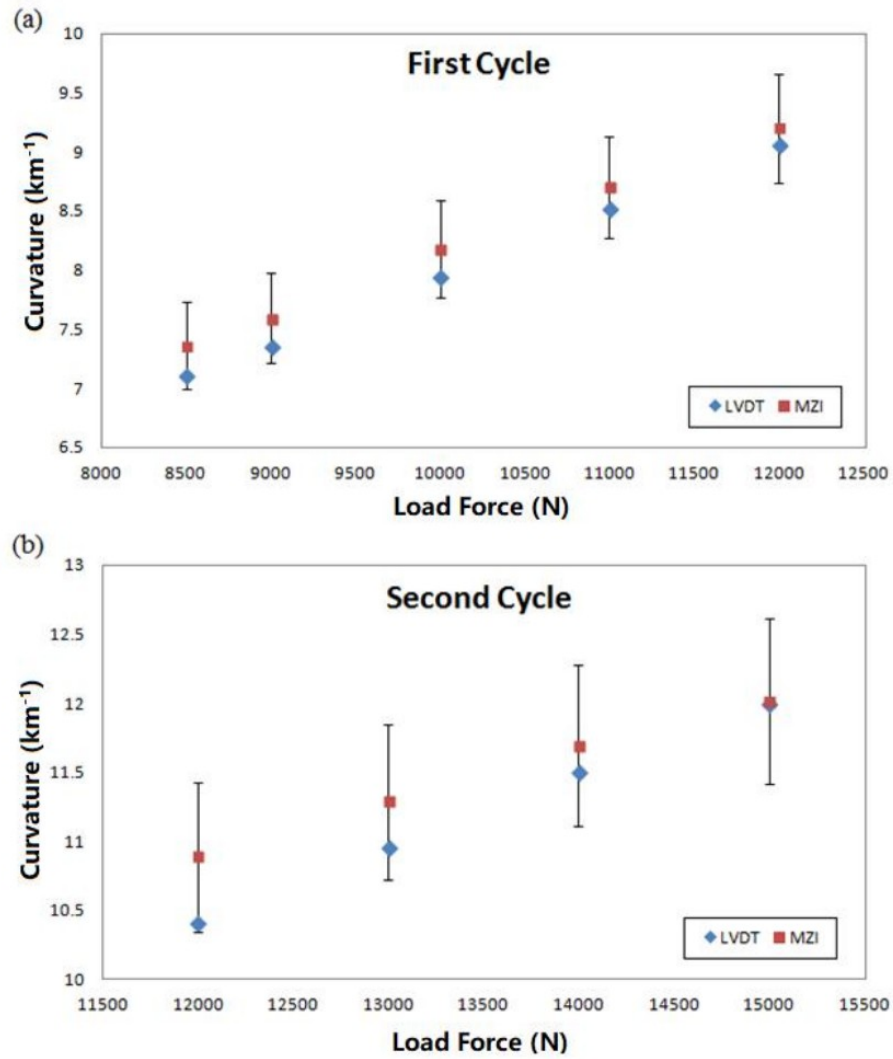 (a)
First Cycle
Curvature (km-1)
10
9.5
9
8.5
8
7.5
7
6.5
8000 8500 9000 9500 10000 10500 11000 11500 12000 12500
Load Force (N)
LVDT MZI
(b)
Second Cycle
Curvature (km-1)
13
12.5
12
11.5
11
10.5
10
11500 12000 12500 13000 13500 14000 14500 15000 15500
Load Force (N)
LVDT MZI